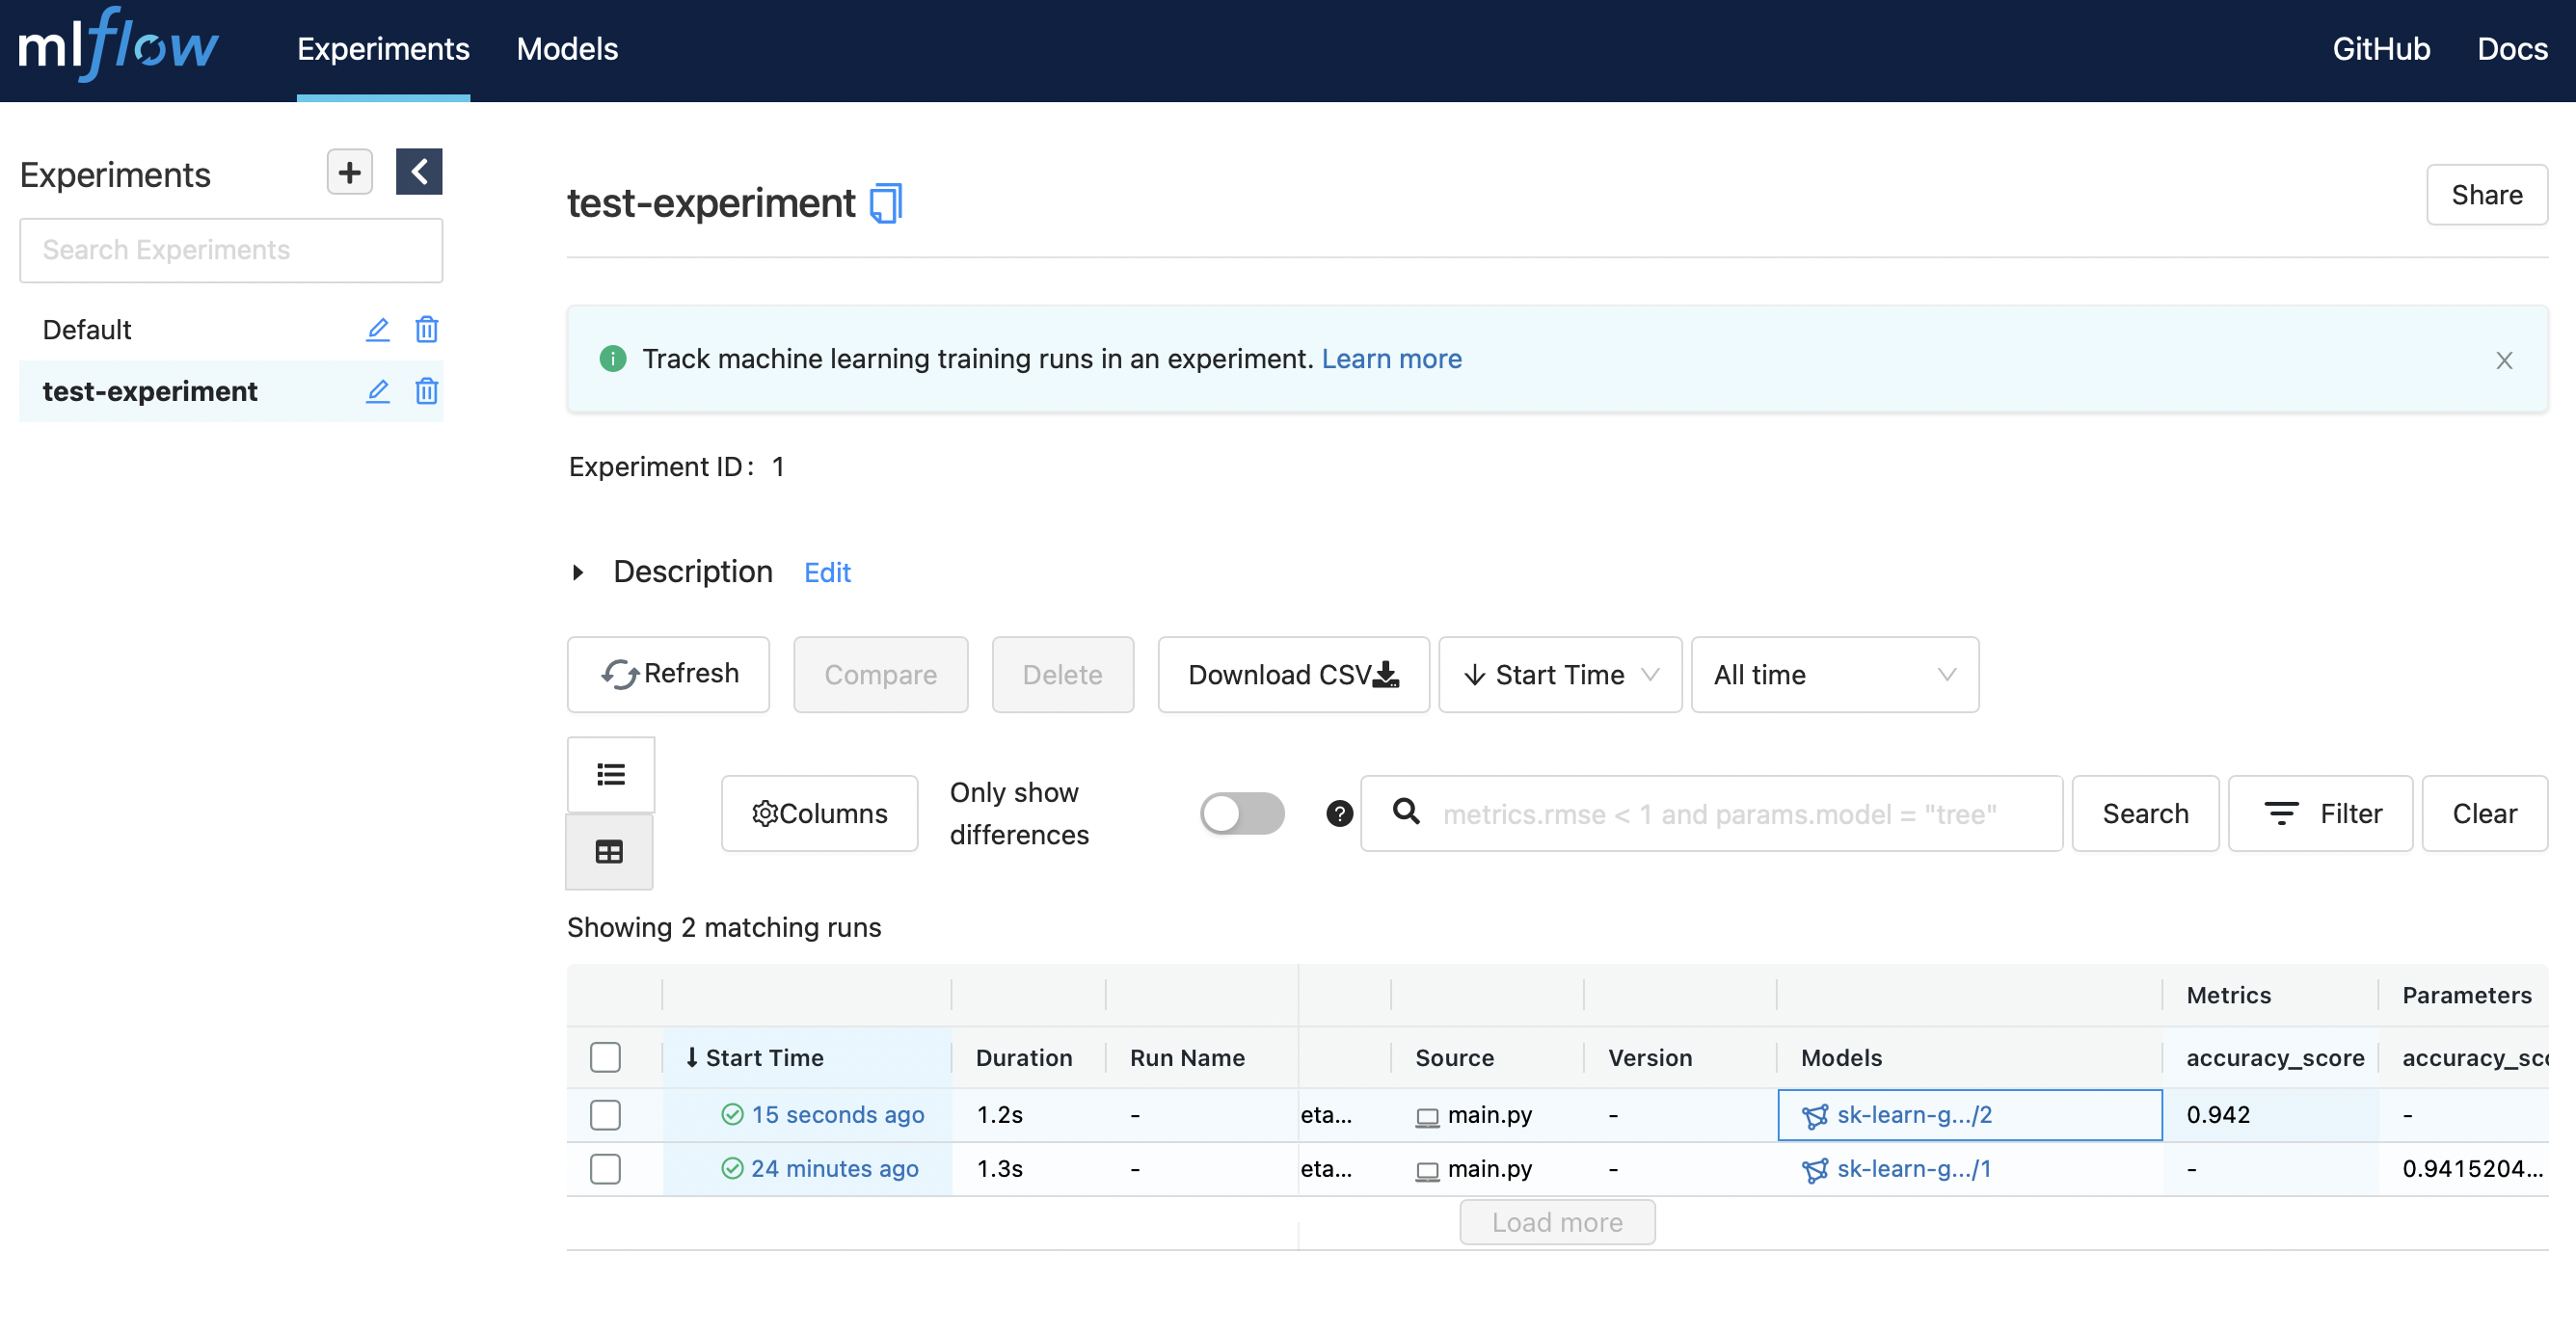 mlflow Experiments Models GitHub Docs
Experiments
Search Experiments
Default
test-experiment
test-experiment
Share
Track machine learning training runs in an experiment. Learn more
Experiment ID: 1
Description Edit
Refresh Compare Delete Download CSV ↓ Start Time All time
Columns
Only show
differences
metrics.rmse < 1 and params.model = "tree"
Search Filter Clear
Showing 2 matching runs
Metrics Parameters
↓ Start Time Duration Run Name Source Version Models accuracy_score accuracy_sc
15 seconds ago 1.2s - eta... main.py - sk-learn-g.../2 0.942 -
24 minutes ago 1.3s - eta... main.py - sk-learn-g.../1 - 0.9415204...
Load more